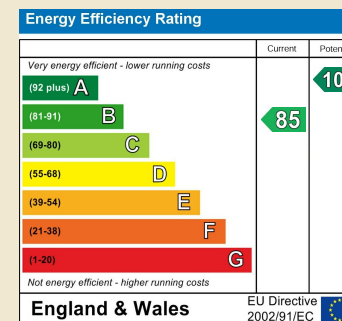 Energy Efficiency Rating
Current
Very energy efficient - lower running costs
(92 plus) A
(81-91) B
85
(69-80) C
(55-68) D
(39-54) E
(21-38) F
(1-20) G
Not energy efficient - higher running costs
England & Wales
EU Directive
2002/91/EC